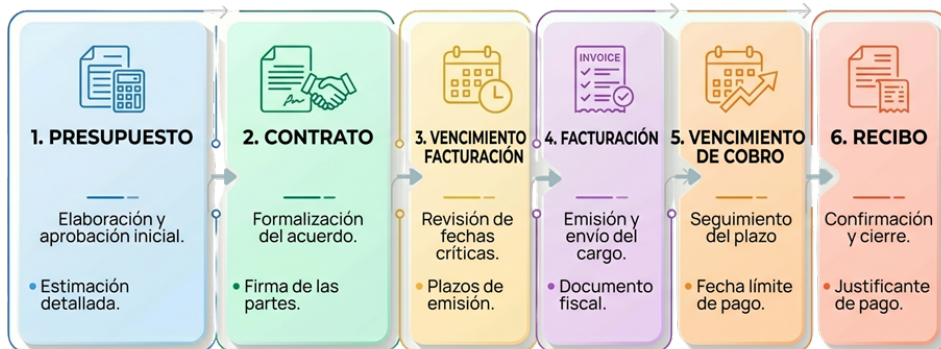 1. PRESUPUESTO
Elaboración y
aprobación inicial.
• Estimación
detallada.
2. CONTRATO
Formalización
del acuerdo.
• Firma de las
partes.
3. VENCIMIENTO
FACTURACIÓN
Revisión de
fechas
críticas.
• Plazos de
emisión.
INVOICE
4. FACTURACIÓN
Emisión y
envío del
cargo.
• Documento
fiscal.
5. VENCIMIENTO
DE COBRO
Seguimiento
del plazo
• Fecha límite
de pago.
6. RECIBO
Confirmación
y cierre.
• Justificante
de pago.